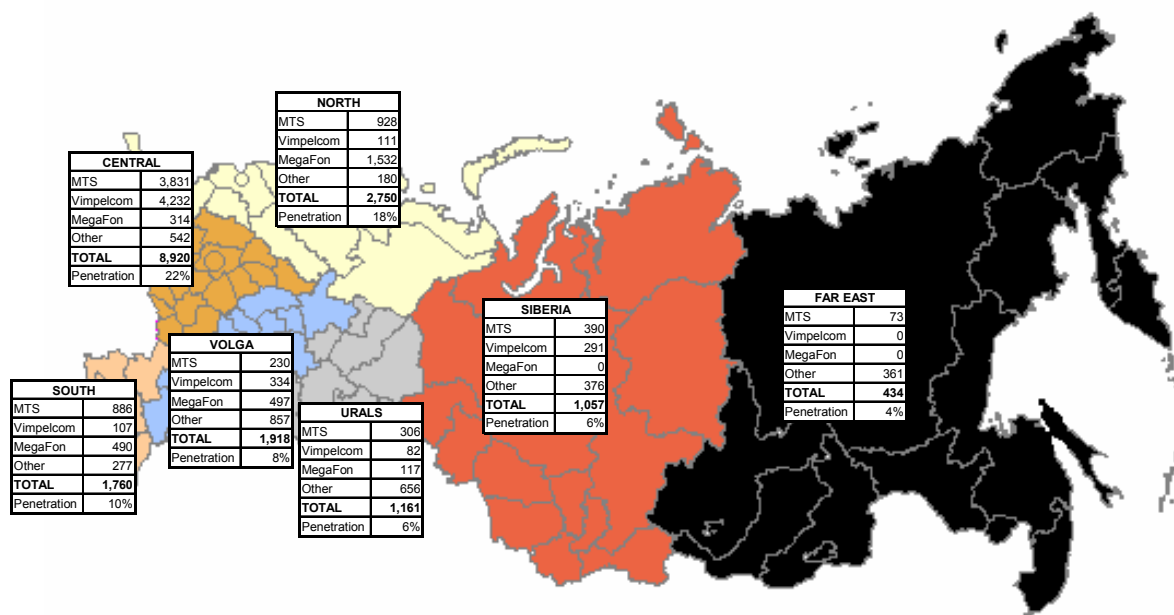 NORTH
MTS 928
Vimpelcom 111
MegaFon 1,532
Other 180
TOTAL 2,750
Penetration 18%
CENTRAL
MTS 3,831
Vimpelcom 4,232
MegaFon 314
Other 542
TOTAL 8,920
Penetration 22%
SIBERIA
MTS 390
Vimpelcom 291
MegaFon 0
Other 376
TOTAL 1,057
Penetration 6%
FAR EAST
MTS 73
Vimpelcom 0
MegaFon 0
Other 361
TOTAL 434
Penetration 4%
VOLGA
MTS 230
Vimpelcom 334
MegaFon 497
Other 857
TOTAL 1,918
Penetration 8%
SOUTH
MTS 886
Vimpelcom 107
MegaFon 490
Other 277
TOTAL 1,760
Penetration 10%
URALS
MTS 306
Vimpelcom 82
MegaFon 117
Other 656
TOTAL 1,161
Penetration 6%